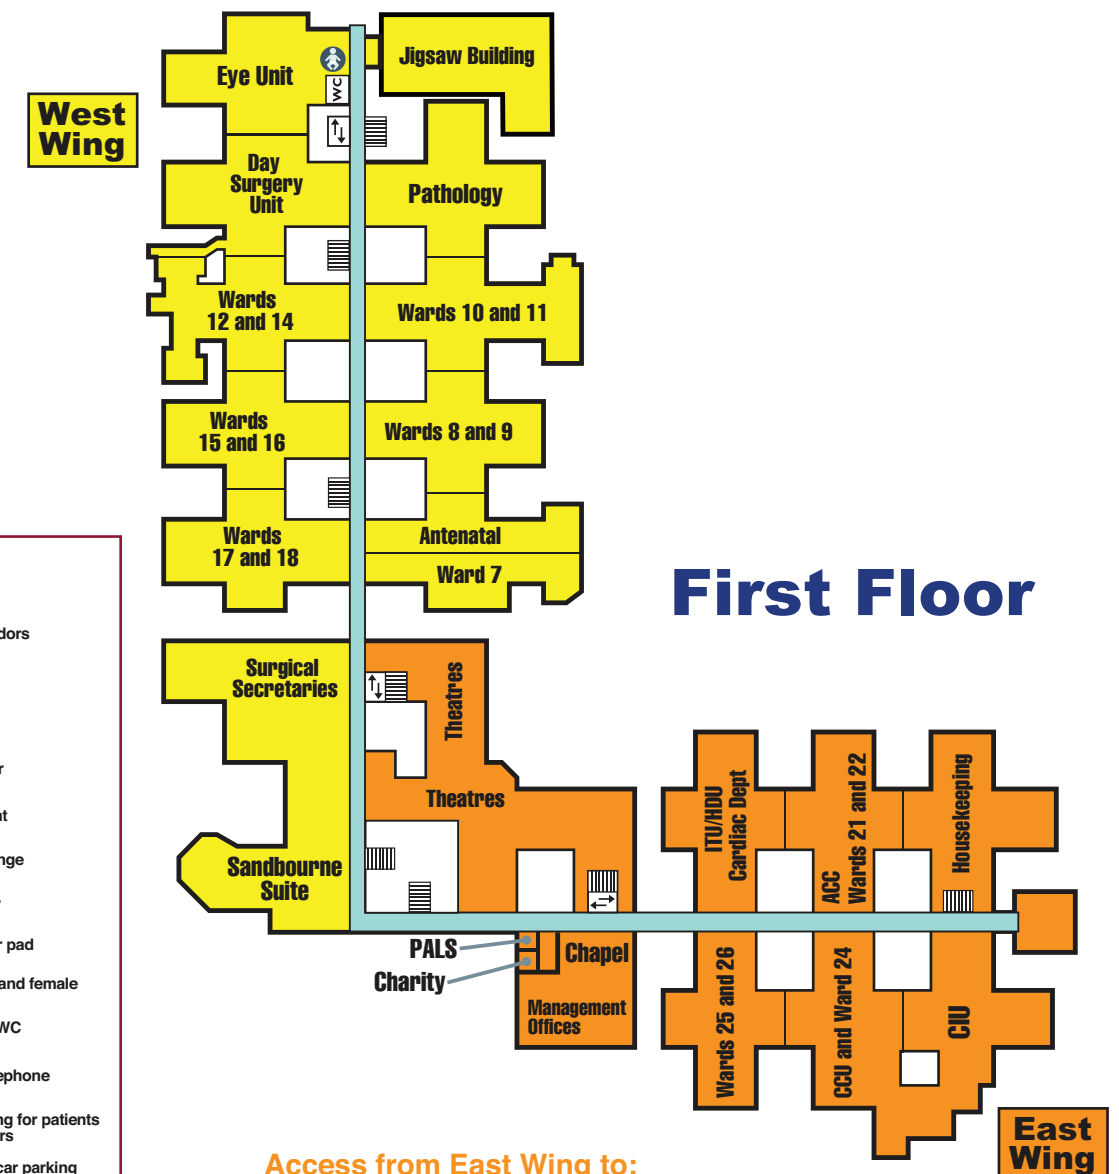 Jigsaw Building
Eye Unit
WC
West
Wing
Day
Surgery
Unit
Pathology
Wards
12 and 14
Wards 10 and 11
Wards
15 and 16
Wards 8 and 9
Wards
17 and 18
Antenatal
Ward 7
First Floor
Surgical
Secretaries
Theatres
Theatres
Sandbourne
Suite
ITU/HDU
Cardiac Dept
ACC
Wards 21 and 22
Housekeeping
PALS
Charity
Chapel
Management
Offices
Wards 25 and 26
CCU and Ward 24
CIU
East
Wing
Access from East Wing to:
dors
r
nt
nge
r pad
and female
WC
ephone
ng for patients
rs
car parking